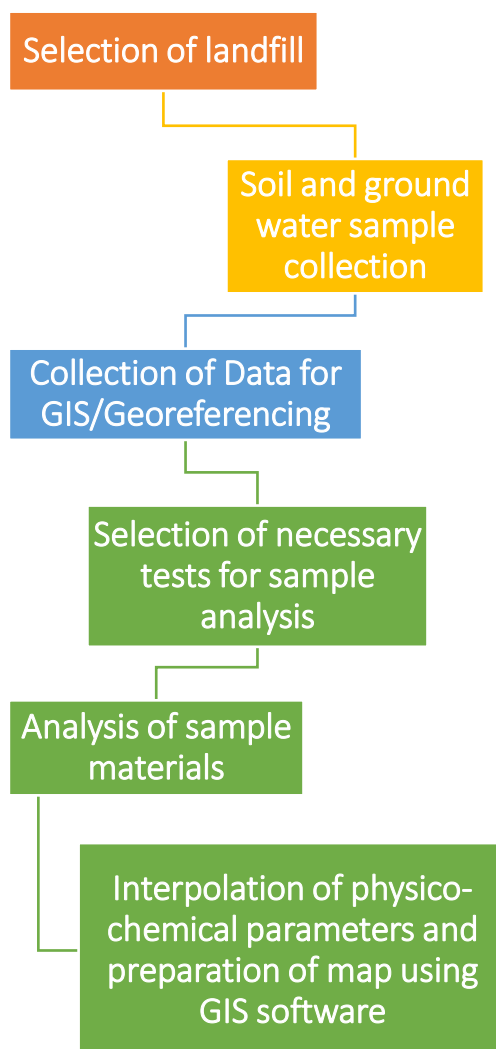 Selection of landfill
Soil and ground
water sample
collection
Collection of Data for
GIS/Georeferencing
Selection of necessary
tests for sample
analysis
Analysis of sample
materials
Interpolation of physico-
chemical parameters and
preparation of map using
GIS software